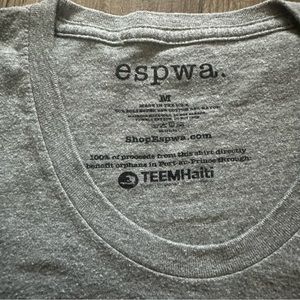 espwa.
M
MADE IN THE U.S.A.
ShopEspwa.com
100% of proceeds from this shirt directly
benefit orphans in Port-au-Prince through:
TEEMHaiti